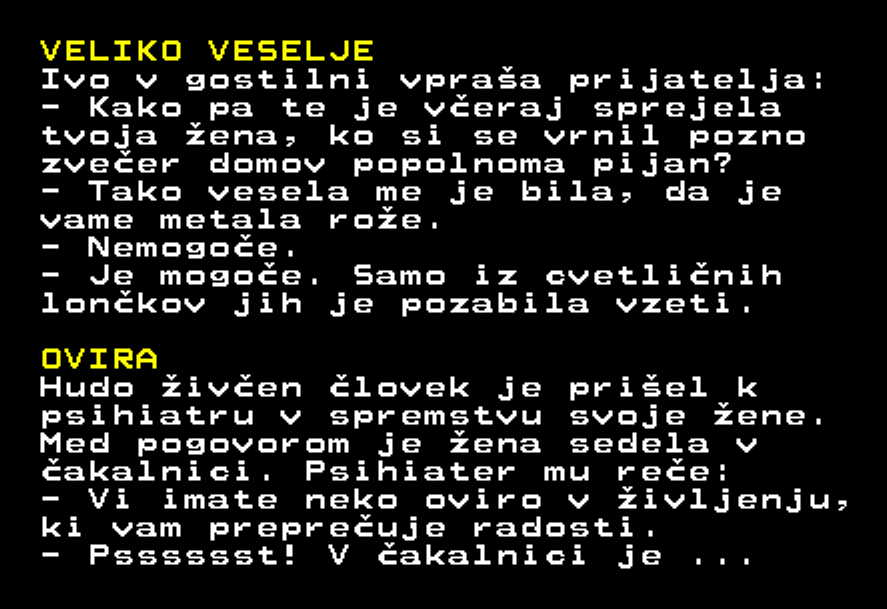 VELIKO VESELJE
Ivo v gostilni vpraša prijatelja:
- Kako pa te je včeraj sprejela
tvoja žena, ko si se vrnil pozno
zvečer domov popolnoma pijan?
- Tako vesela me je bila, da je
vame metala rože.
- Nemogoče.
- Je mogoče. Samo iz cvetličnih
lončkov jih je pozabila vzeti.
OVIRA
Hudo živčen človek je prišel k
psihiatru v spremstvu svoje žene.
Med pogovorom je žena sedela v
čakalnici. Psihiater mu reče:
- Vi imate neko oviro v življenju,
ki vam preprečuje radosti.
- Pssssssst! V čakalnici je ...